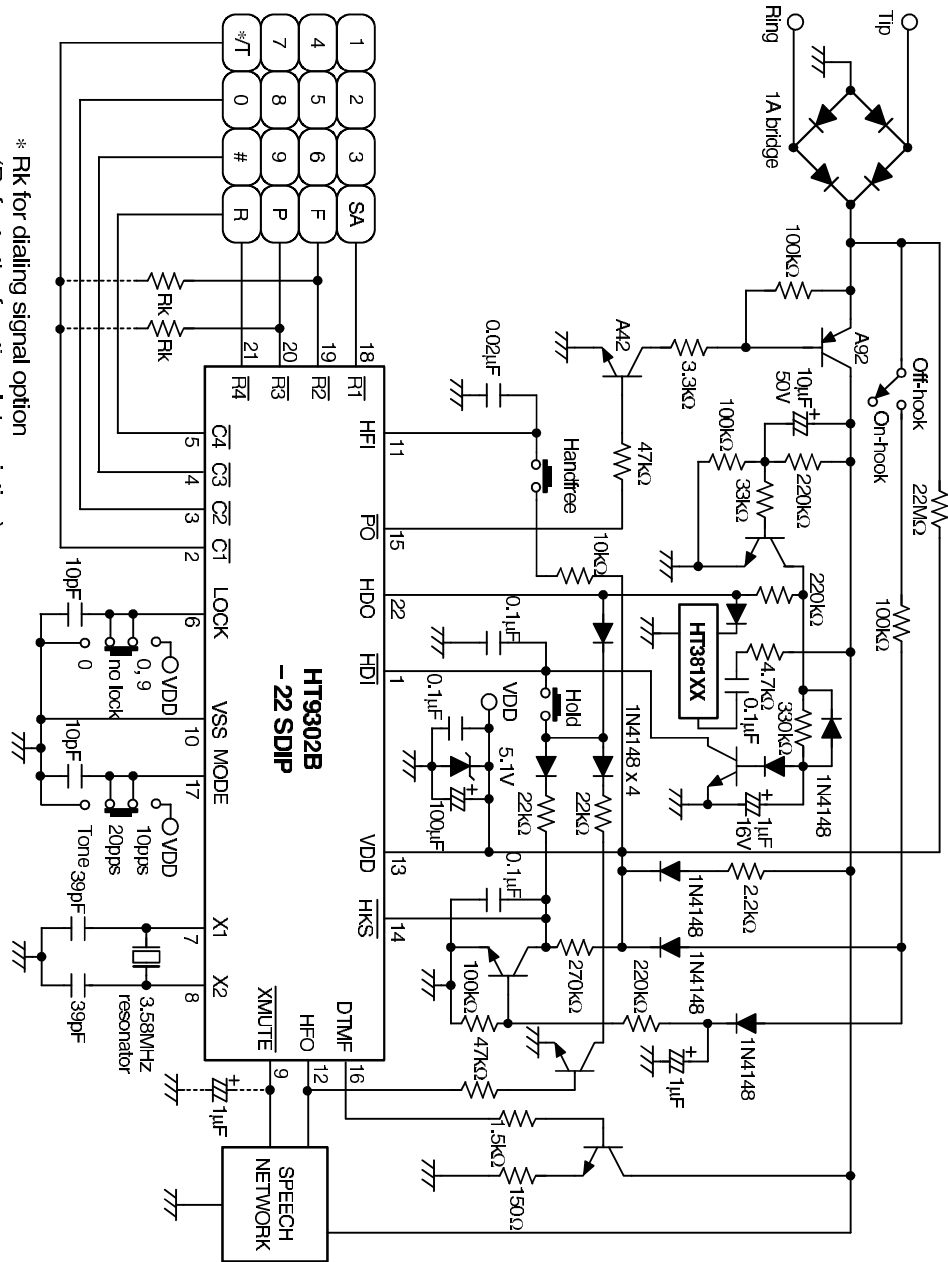 Tip
Ring
1A bridge
100kΩ
A92
Off-hook
On-hook
22MΩ
100kΩ
10μF
50V
+
220kΩ
100kΩ
33kΩ
3.3kΩ
A42
47kΩ
220kΩ
HT381XX
4.7kΩ
0.1μF
330kΩ
1N4148
1μF
16V
+
2.2kΩ
1N4148
1N4148
1N4148
1μF
+
220kΩ
270kΩ
100kΩ
47kΩ
1.5kΩ
150Ω
0.02μF
Handfree
10kΩ
0.1μF
Hold
1N4148 x 4
22kΩ
22kΩ
VDD
5.1V
0.1μF
100μF
+
0.1μF
1 2 3 SA
4 5 6 F
7 8 9 P
*/T 0 # R
Rk
Rk
18 R1
19 R2
20 R3
21 R4
5 C4
4 C3
3 C2
2 C1
11 HFI
15 PO
22 HDO
1 HDI
13 VDD
14 HKS
16 DTMF
12 HFO
9 XMUTE
6 LOCK
10 VSS
17 MODE
7 X1
8 X2
HT9302B
– 22 SDIP
10pF
VDD
0, 9
no lock
0
10pF
VDD
10pps
20pps
Tone
39pF
39pF
3.58MHz
resonator
1μF
+
SPEECH
NETWORK
* Rk for dialing signal option